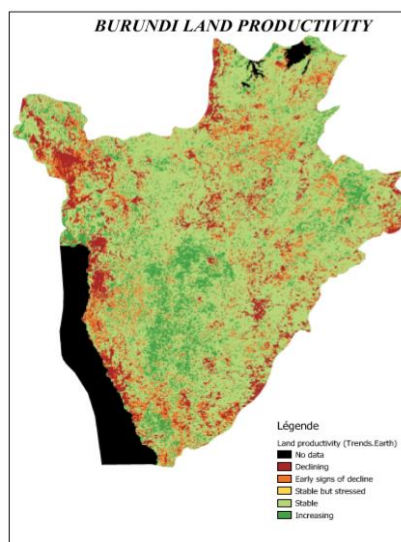 BURUNDI LAND PRODUCTIVITY
Légende
Land productivity (Trends.Earth)
No data
Declining
Early signs of decline
Stable but stressed
Stable
Increasing